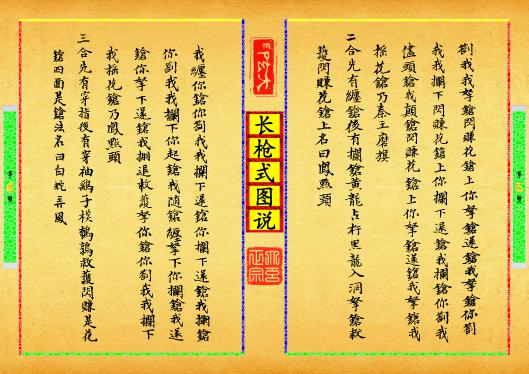 劄我我拏鎗閃賺花鎗上你拏鎗還鎗我拏鎗你劄
我我攔下閃賺花鎗上你攔下還鎗我攔鎗你劄我
儘頭鎗我顛鎗閃賺花鎗上你拏鎗還鎗我拏鎗我
搖花鎗乃秦王磨旗
二合先有纏鎗後有攔鎗黃龍占杆黑龍入洞拏鎗救
護閃賺花鎗上名曰鳳點頭
长枪式图说
我纏你鎗你劄我我攔下還鎗你攔下還鎗我攔鎗
你劄我我攔下你起鎗我隨鎗纏拏下你攔鎗我還
鎗你拏下還鎗我捌退救護拏你鎗你劄我我攔下
我搖花鎗乃鳳點頭
三合先有穿指後有穿袖鷂子撲鵪鶉救護閃賺是花
鎗四面是鎗法名曰白蛇弄風